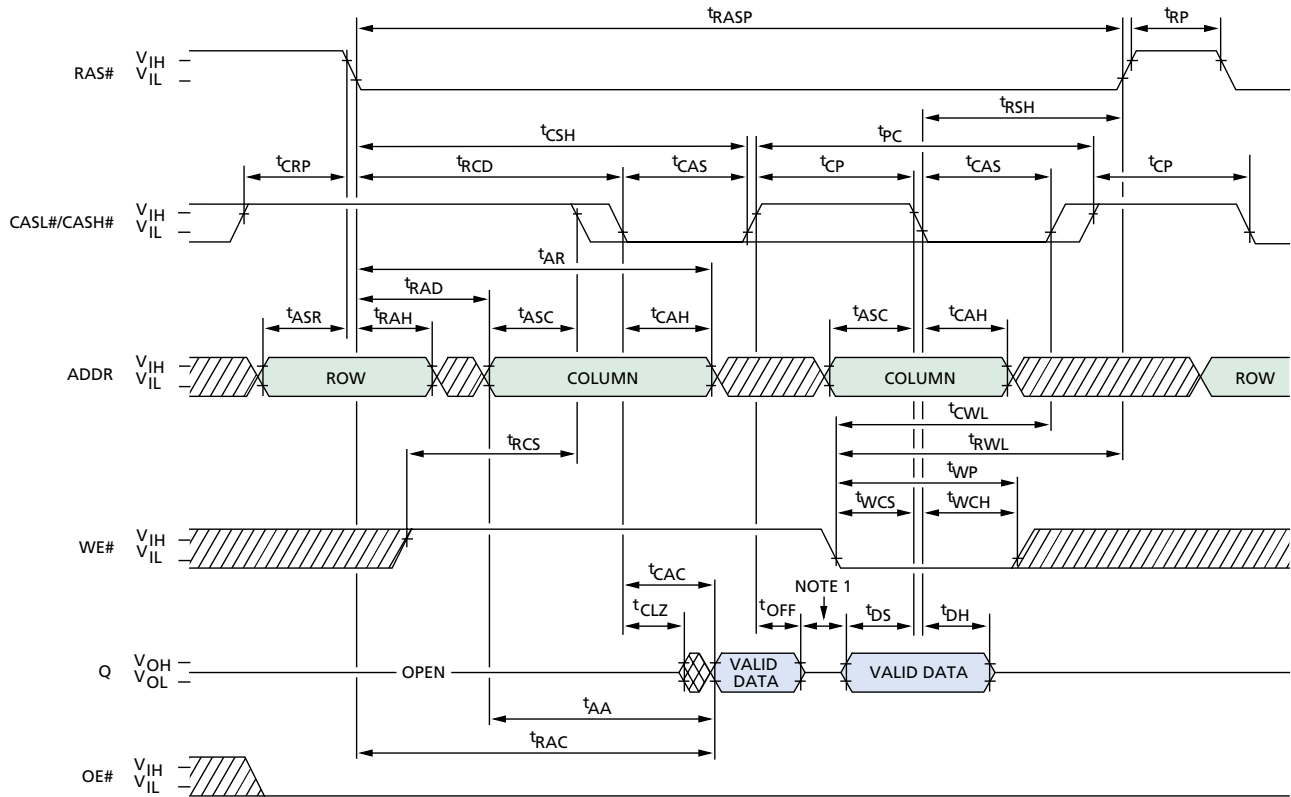 tRASP
tRP
RAS#
VIH
VIL
tRSH
tCSH
tPC
tCRP
tRCD
tCAS
tCP
tCAS
tCP
CASL#/CASH#
VIH
VIL
tAR
tRAD
tASR
tRAH
tASC
tCAH
tASC
tCAH
ADDR
VIH
VIL
ROW
COLUMN
COLUMN
ROW
tCWL
tRCS
tRWL
tWP
tWCS
tWCH
WE#
VIH
VIL
tCAC
NOTE 1
tCLZ
tOFF
tDS
tDH
Q
VOH
VOL
OPEN
VALID
DATA
VALID DATA
tAA
tRAC
OE#
VIH
VIL